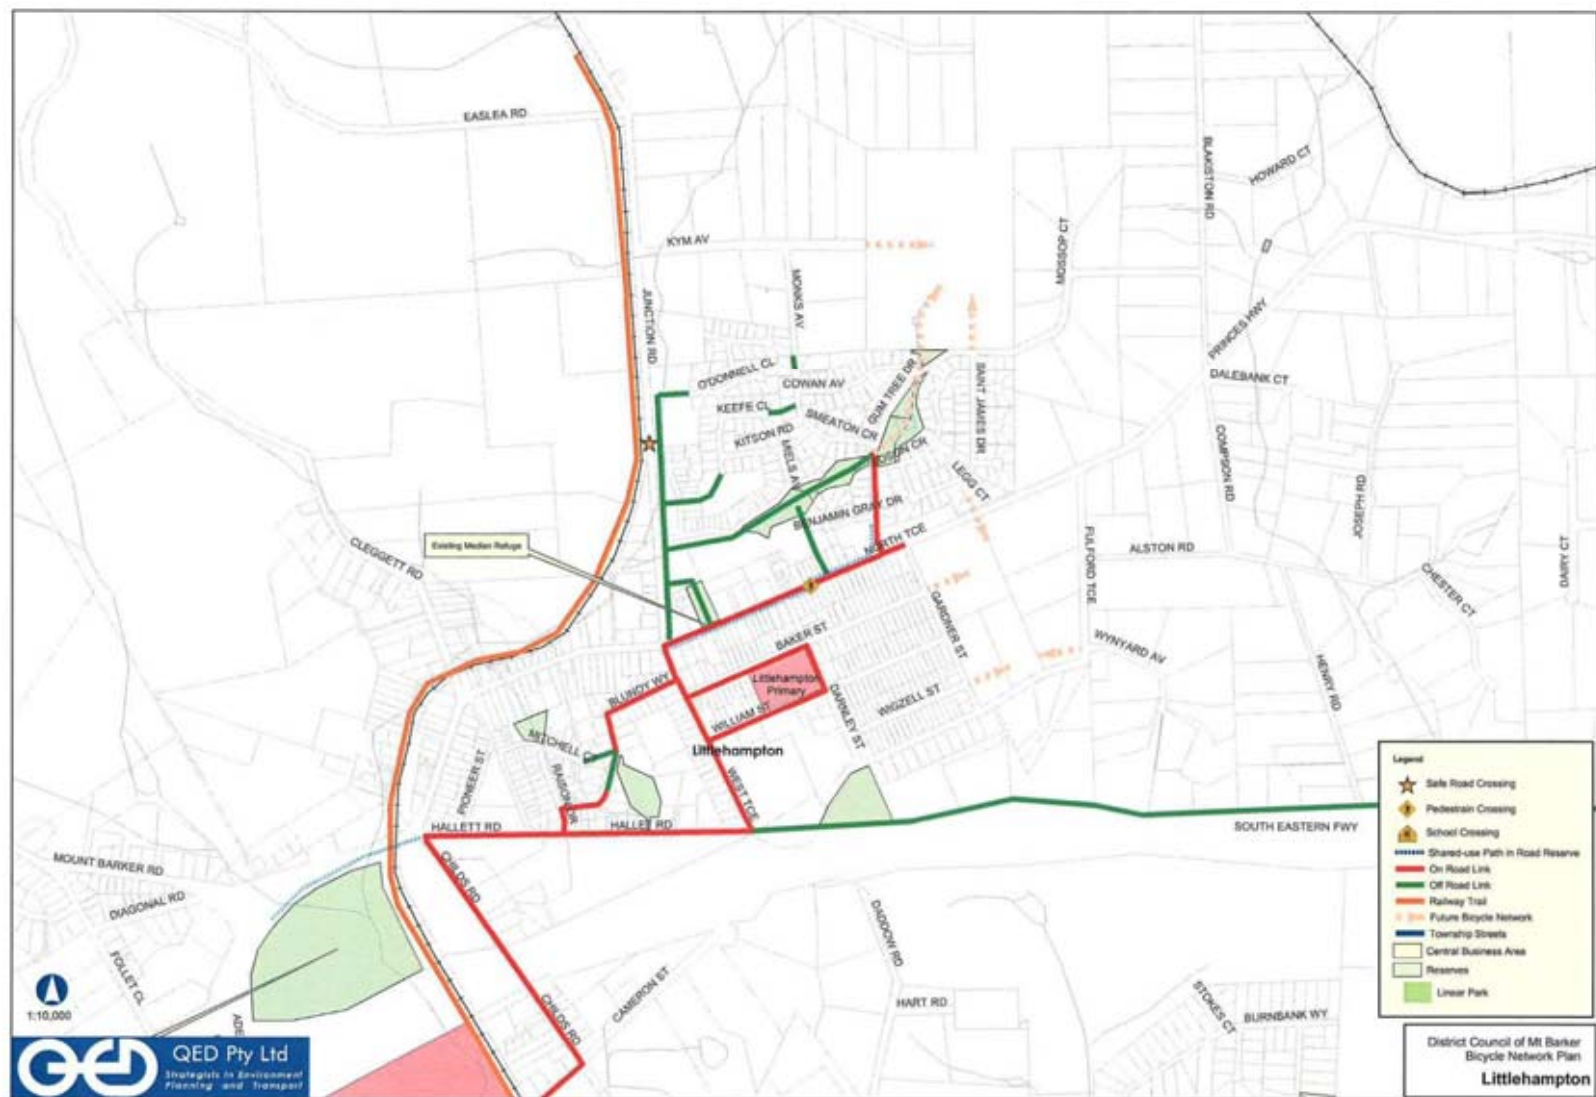 EASLEA RD
BLAKISTON RD
HOWARD CT
MOSSOP CT
KYM AV
MONKS AV
JUNCTION RD
PRINCES HWY
O'DONNELL CL
COWAN AV
GUM TREE DR
SAINT JAMES DR
DALEBANK CT
KEEFE CL
SMEATON CR
KITSON RD
MIELS AV
LEGG CT
COMPSON RD
JOSEPH RD
BENJAMIN GRAY DR
NORTH TCE
Existing Median Refuge
CLEGGETT RD
FULFORD TCE
ALSTON RD
DAIRY CT
CHESTER CT
GARDNER ST
BAKER ST
WYNYARD AV
HENRY RD
BLUNDY WY
Littlehampton
Primary
DARNLEY ST
WIGZELL ST
WILLIAM ST
MITCHELL
Littlehampton
PIONEER ST
RAISON DR
WEST TCE
HALLETT RD
HALLET RD
SOUTH EASTERN FWY
MOUNT BARKER RD
DIAGONAL RD
CHILDS RD
FOLLET CL
DADDOW RD
CAMERON ST
CHILDS RD
HART RD
STOKES CT
BURNBANK WY
Legend
Safe Road Crossing
Pedestrain Crossing
School Crossing
Shared-use Path in Road Reserve
On Road Link
Off Road Link
Railway Trail
Future Bicycle Network
Township Streets
Central Business Area
Reserves
Linear Park
1:10,000
QED
QED Pty Ltd
Strategists in Environment
Planning and Transport
District Council of Mt Barker
Bicycle Network Plan
Littlehampton